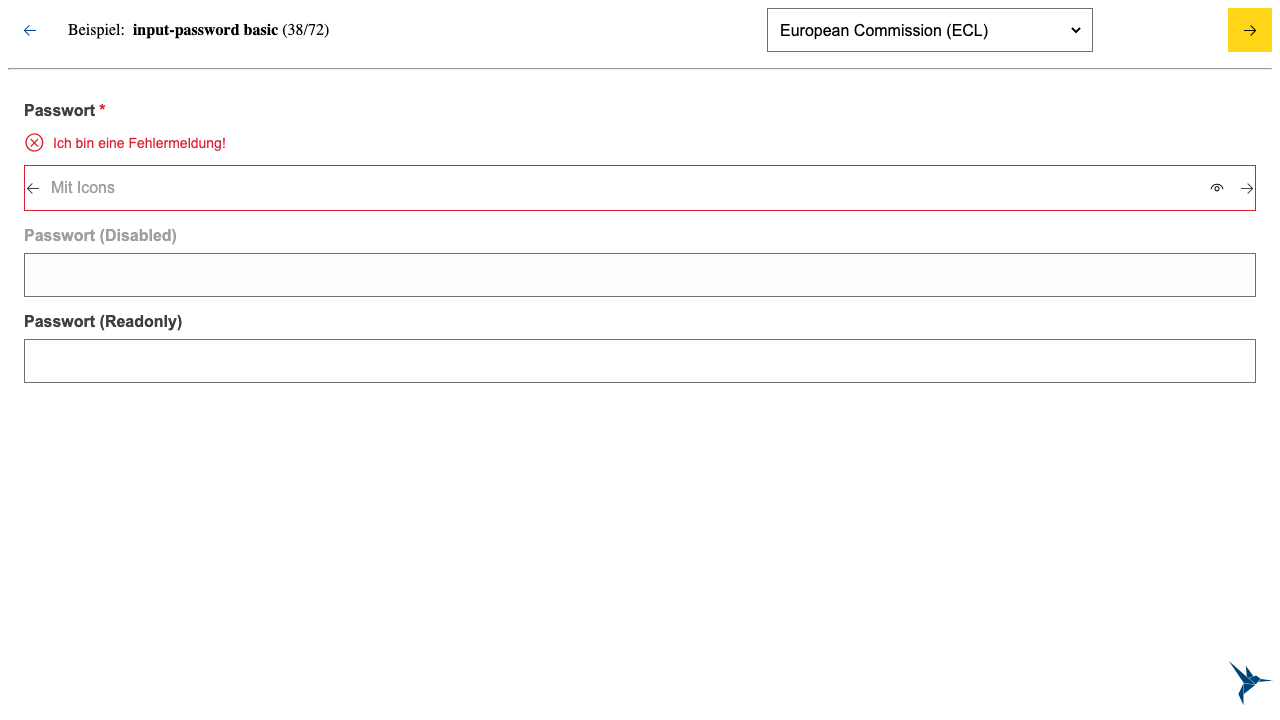 Beispiel: input-password basic (38/72)
European Commission (ECL)
Passwort *
Ich bin eine Fehlermeldung!
Mit Icons
Passwort (Disabled)
Passwort (Readonly)